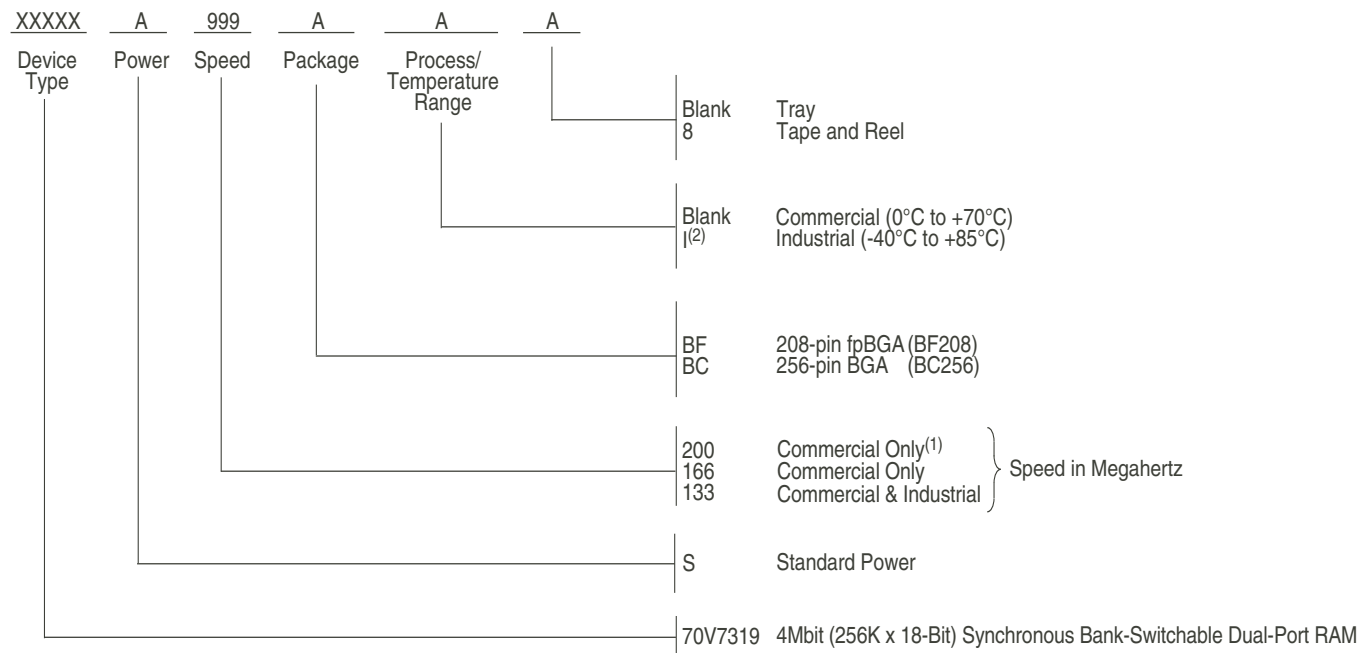 XXXXX A 999 A A A
Device Type Power Speed Package Process/ Temperature Range
Blank Tray
8 Tape and Reel
Blank Commercial (0°C to +70°C)
I(2) Industrial (-40°C to +85°C)
BF 208-pin fpBGA (BF208)
BC 256-pin BGA (BC256)
200 Commercial Only(1)
166 Commercial Only
133 Commercial & Industrial
Speed in Megahertz
S Standard Power
70V7319 4Mbit (256K x 18-Bit) Synchronous Bank-Switchable Dual-Port RAM